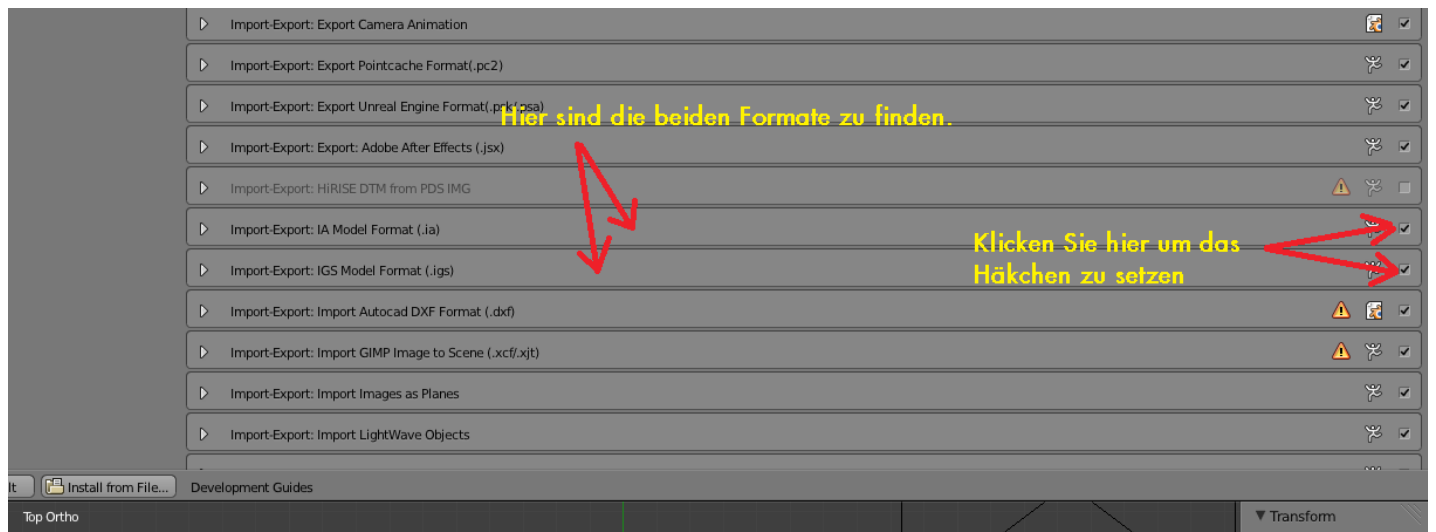 Import-Export: Export Camera Animation
Import-Export: Export Pointcache Format(.pc2)
Import-Export: Export Unreal Engine Format(.psk/.psa)
Hier sind die beiden Formate zu finden.
Import-Export: Export: Adobe After Effects (.jsx)
Import-Export: HiRISE DTM from PDS IMG
Import-Export: IA Model Format (.ia)
Klicken Sie hier um das
Häkchen zu setzen
Import-Export: IGS Model Format (.igs)
Import-Export: Import Autocad DXF Format (.dxf)
Import-Export: Import GIMP Image to Scene (.xcf/.xjt)
Import-Export: Import Images as Planes
Import-Export: Import LightWave Objects
lt Install from File... Development Guides
Top Ortho Transform